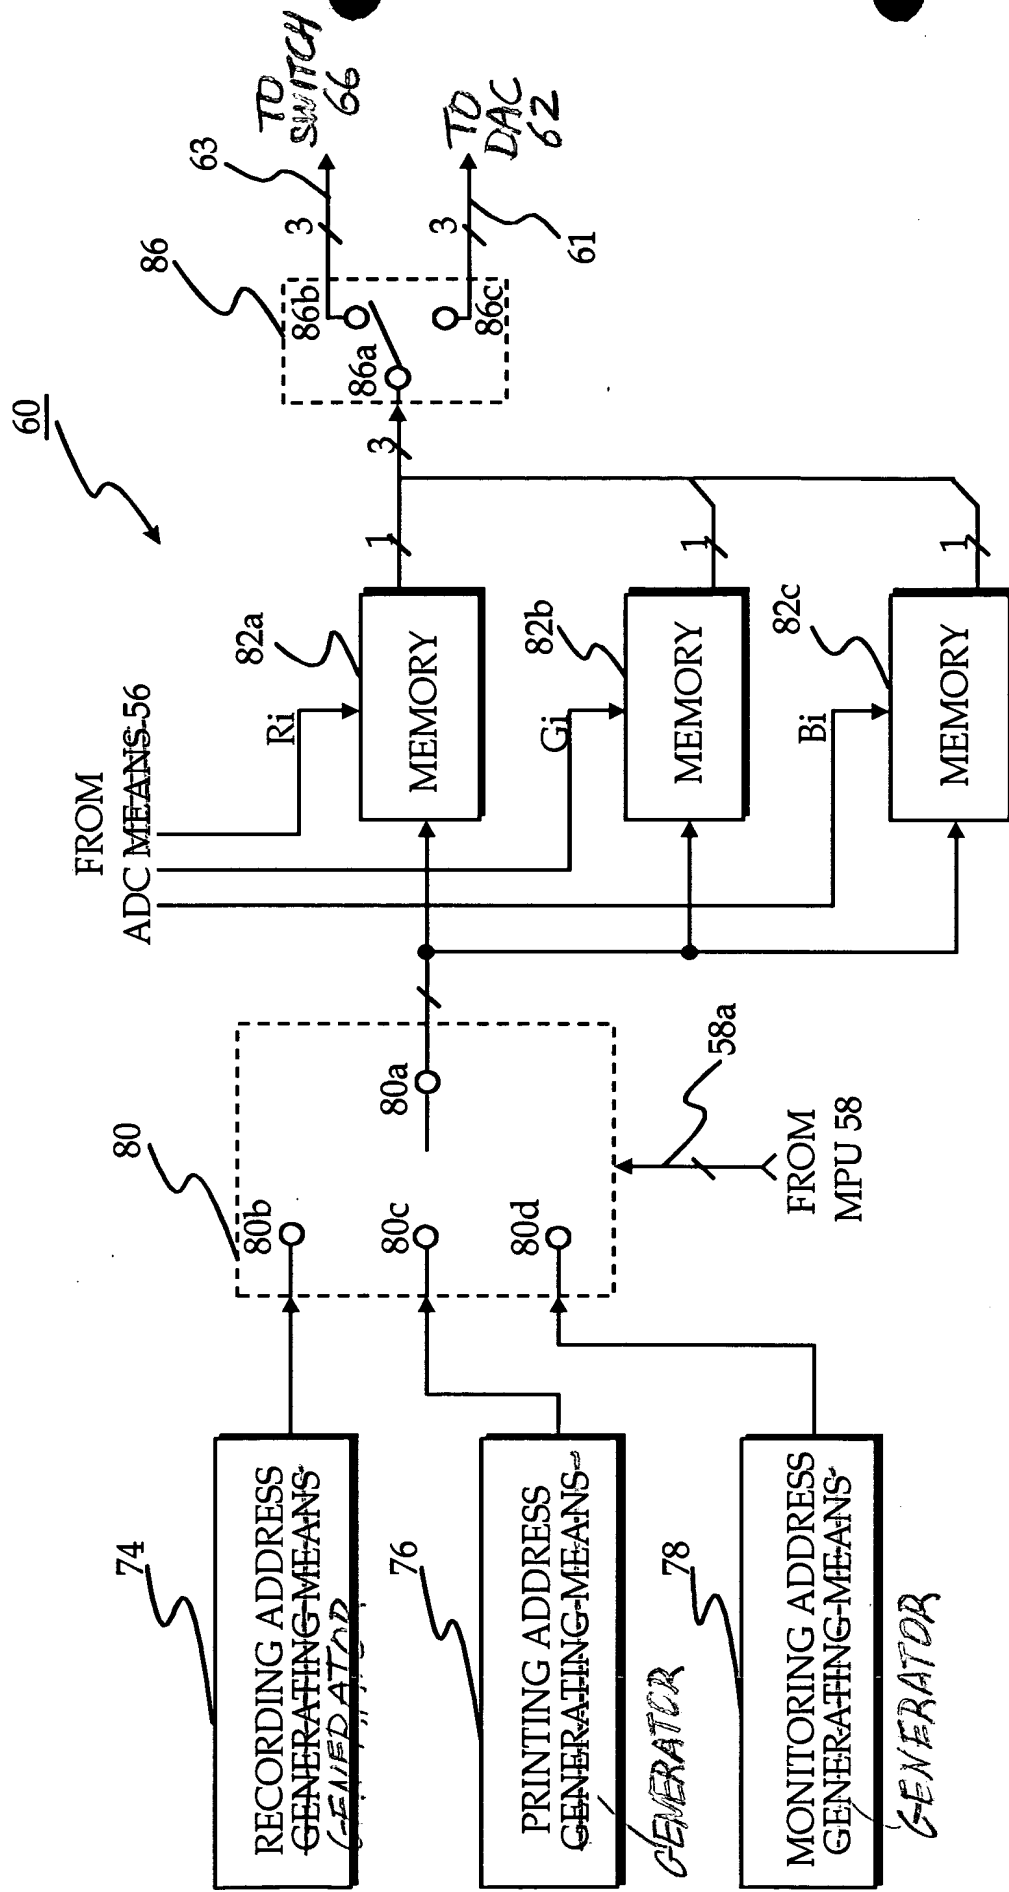 60
74
RECORDING ADDRESS
GENERATING MEANS
GENERATOR
76
PRINTING ADDRESS
GENERATING MEANS
GENERATOR
78
MONITORING ADDRESS
GENERATING MEANS
GENERATOR
80
80b
80c
80d
80a
58a
FROM
MPU 58
FROM
ADC MEANS 56
Ri
Gi
Bi
82a
MEMORY
82b
MEMORY
82c
MEMORY
1
1
1
3
86
86a
86b
86c
3
63
TO
SWITCH
66
3
61
TO
DAC
62